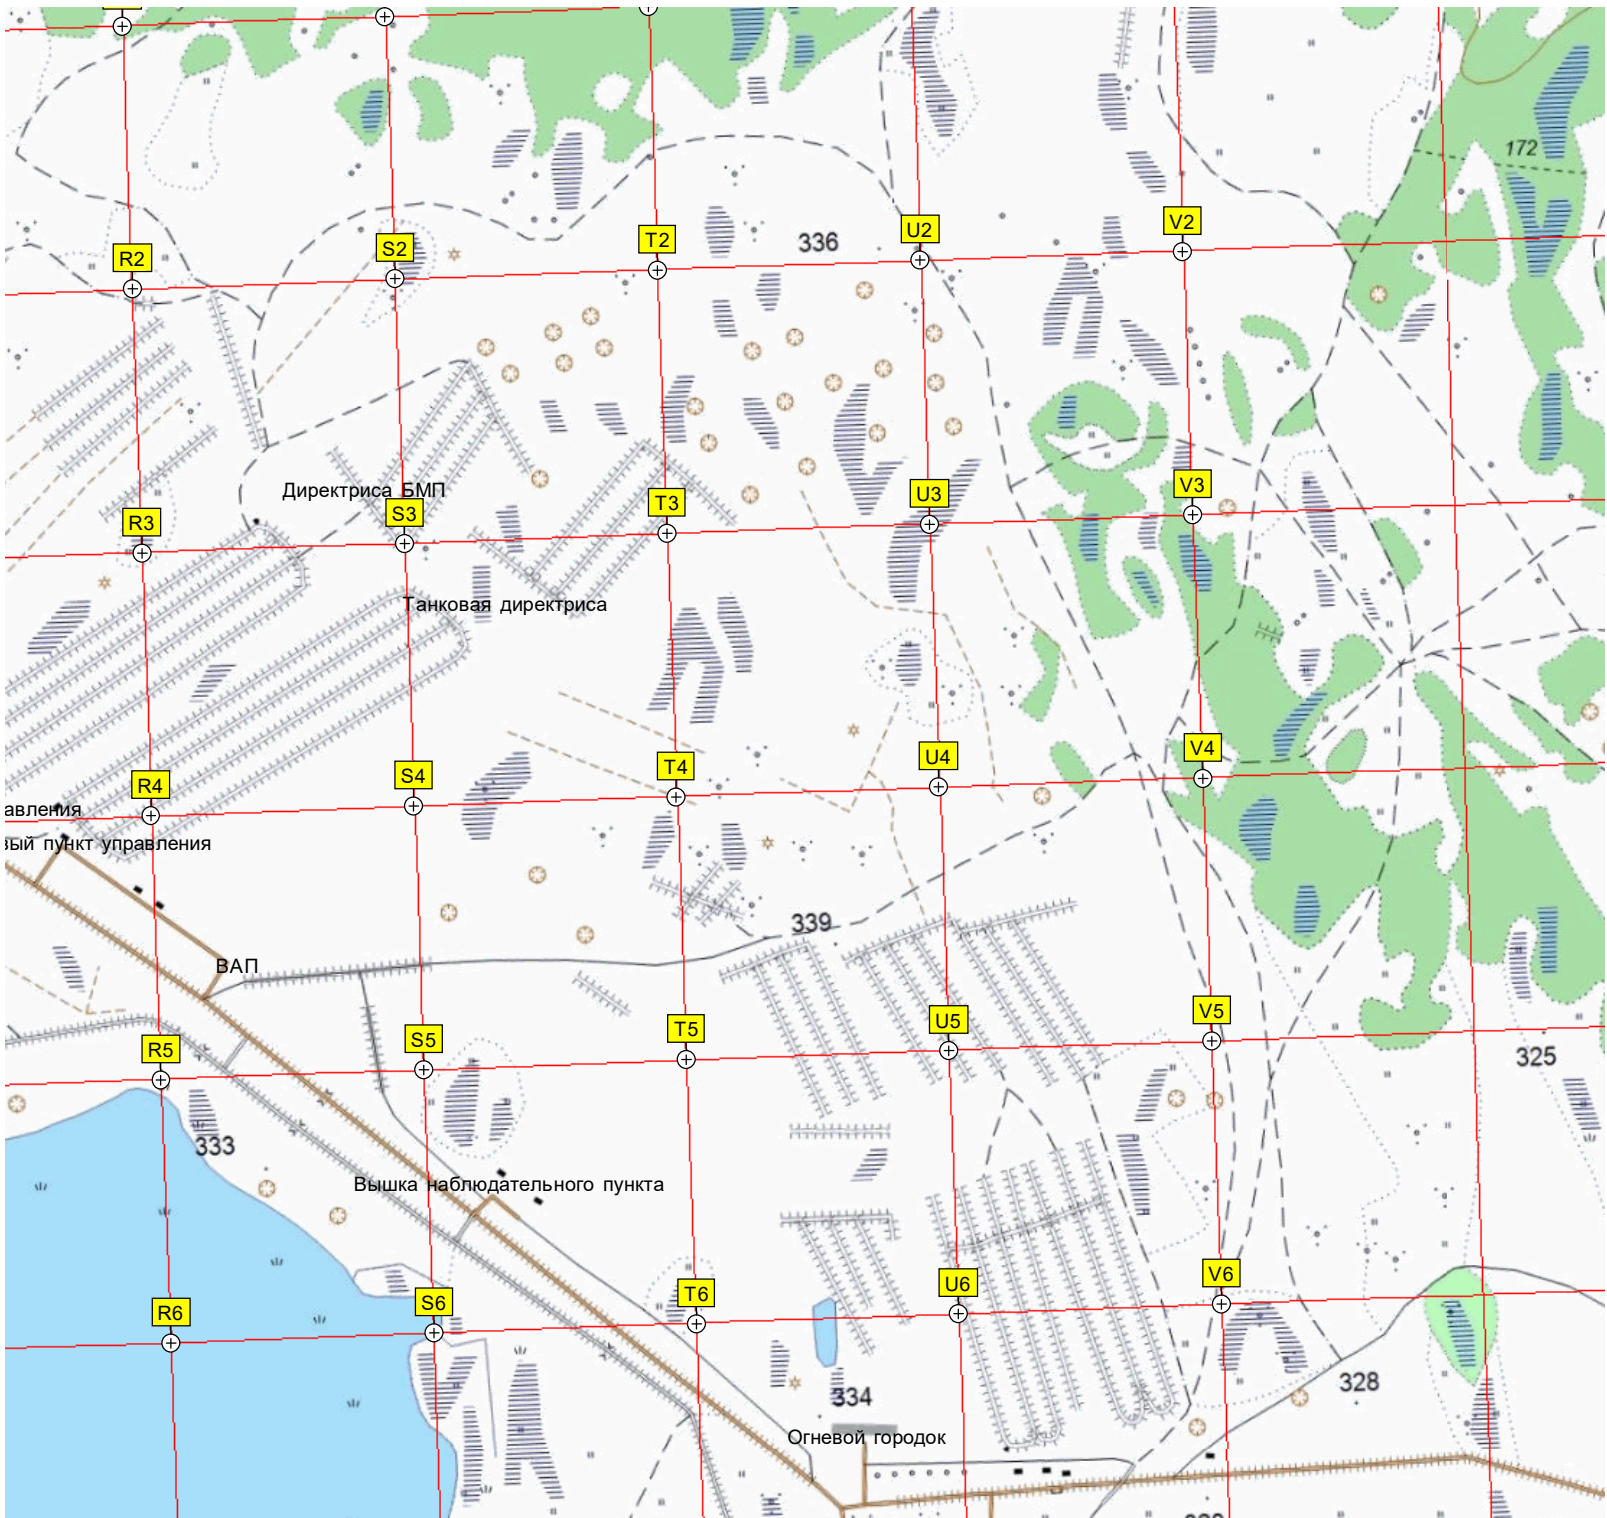 172
V2
U2
336
T2
S2
R2
V3
Директриса БМП
U3
T3
S3
R3
Танковая директриса
V4
U4
T4
S4
R4
авления
вый пункт управления
339
ВАП
V5
U5
T5
S5
R5
325
333
Вышка наблюдательного пункта
V6
U6
T6
S6
R6
328
334
Огневой городок